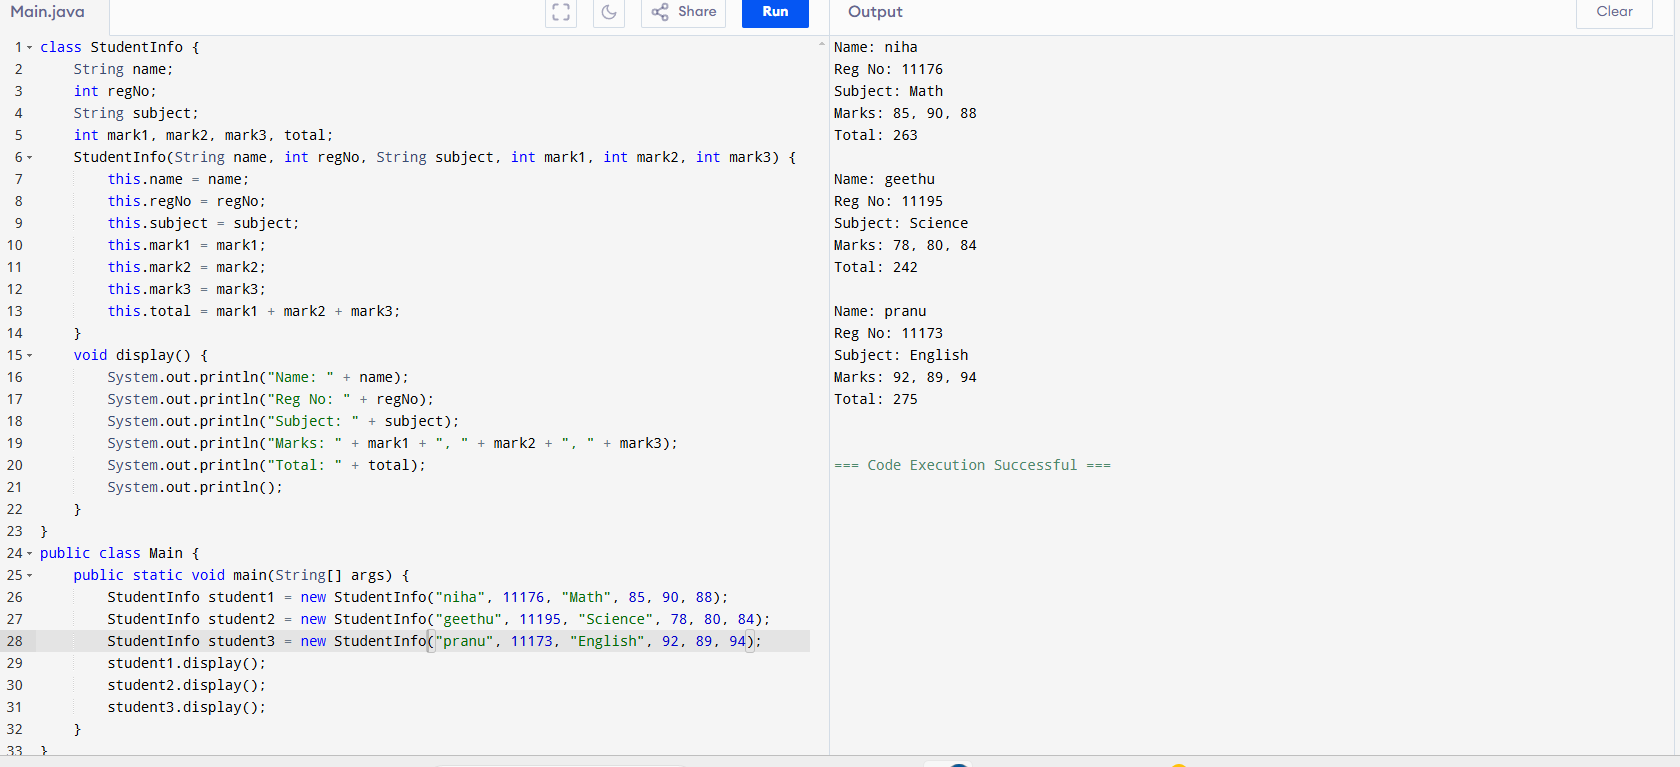 Main.java
Share
Run
Output
Clear
1 class StudentInfo {
2     String name;
3     int regNo;
4     String subject;
5     int mark1, mark2, mark3, total;
6     StudentInfo(String name, int regNo, String subject, int mark1, int mark2, int mark3) {
7         this.name = name;
8         this.regNo = regNo;
9         this.subject = subject;
10         this.mark1 = mark1;
11         this.mark2 = mark2;
12         this.mark3 = mark3;
13         this.total = mark1 + mark2 + mark3;
14     }
15     void display() {
16         System.out.println("Name: " + name);
17         System.out.println("Reg No: " + regNo);
18         System.out.println("Subject: " + subject);
19         System.out.println("Marks: " + mark1 + ", " + mark2 + ", " + mark3);
20         System.out.println("Total: " + total);
21         System.out.println();
22     }
23 }
24 public class Main {
25     public static void main(String[] args) {
26         StudentInfo student1 = new StudentInfo("niha", 11176, "Math", 85, 90, 88);
27         StudentInfo student2 = new StudentInfo("geethu", 11195, "Science", 78, 80, 84);
28         StudentInfo student3 = new StudentInfo("pranu", 11173, "English", 92, 89, 94);
29         student1.display();
30         student2.display();
31         student3.display();
32     }
33 }
Name: niha
Reg No: 11176
Subject: Math
Marks: 85, 90, 88
Total: 263
Name: geethu
Reg No: 11195
Subject: Science
Marks: 78, 80, 84
Total: 242
Name: pranu
Reg No: 11173
Subject: English
Marks: 92, 89, 94
Total: 275
=== Code Execution Successful ===